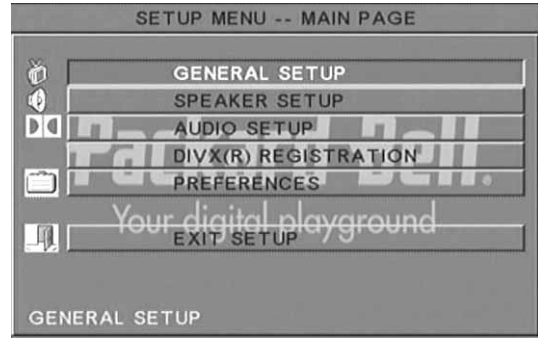 SETUP MENU -- MAIN PAGE
GENERAL SETUP
SPEAKER SETUP
AUDIO SETUP
DIVX(R) REGISTRATION
PREFERENCES
EXIT SETUP
Packard Bell.
Your digital playground
GENERAL SETUP